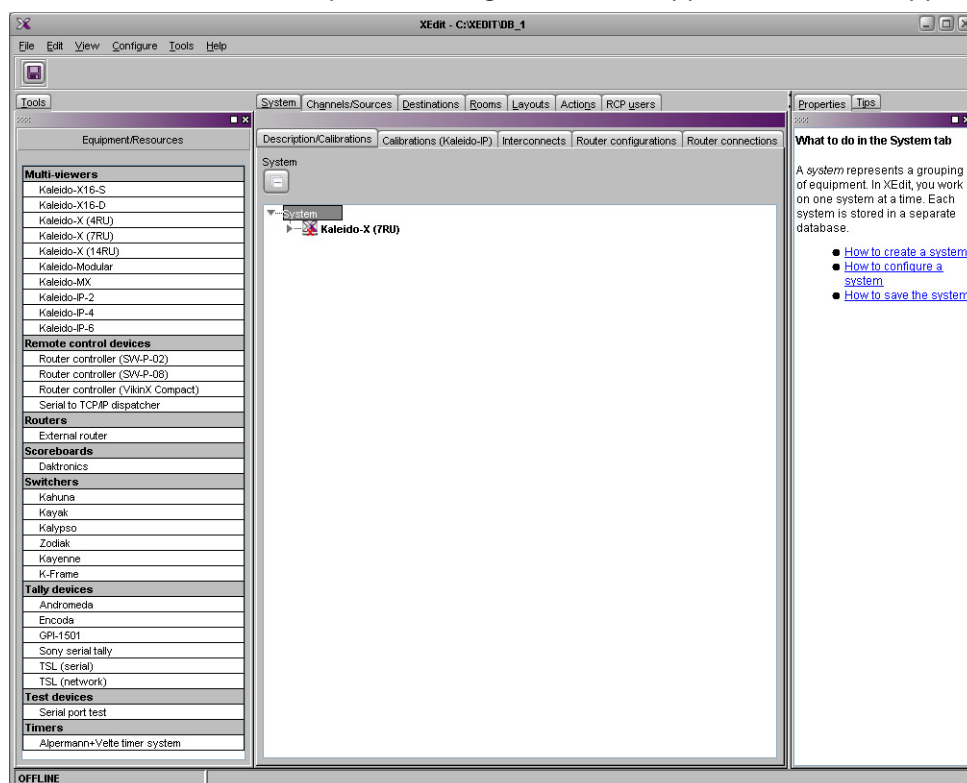 XEdit - C:\XEDIT\DB_1
File Edit View Configure Tools Help
Tools
Equipment/Resources
Multi-viewers
Kaleido-X16-S
Kaleido-X16-D
Kaleido-X (4RU)
Kaleido-X (7RU)
Kaleido-X (14RU)
Kaleido-Modular
Kaleido-MX
Kaleido-IP-2
Kaleido-IP-4
Kaleido-IP-6
Remote control devices
Router controller (SW-P-02)
Router controller (SW-P-08)
Router controller (VikinX Compact)
Serial to TCP/IP dispatcher
Routers
External router
Scoreboards
Daktronics
Switchers
Kahuna
Kayak
Kalypso
Zodiak
Kayenne
K-Frame
Tally devices
Andromeda
Encoda
GPI-1501
Sony serial tally
TSL (serial)
TSL (network)
Test devices
Serial port test
Timers
Alpermann+Velte timer system
System Channels/Sources Destinations Rooms Layouts Actions RCP users
Description/Calibrations Calibrations (Kaleido-IP) Interconnects Router configurations Router connections
System
System
Kaleido-X (7RU)
Properties Tips
What to do in the System tab
A system represents a grouping
of equipment. In XEdit, you work
on one system at a time. Each
system is stored in a separate
database.
How to create a system
How to configure a
system
How to save the system
OFFLINE